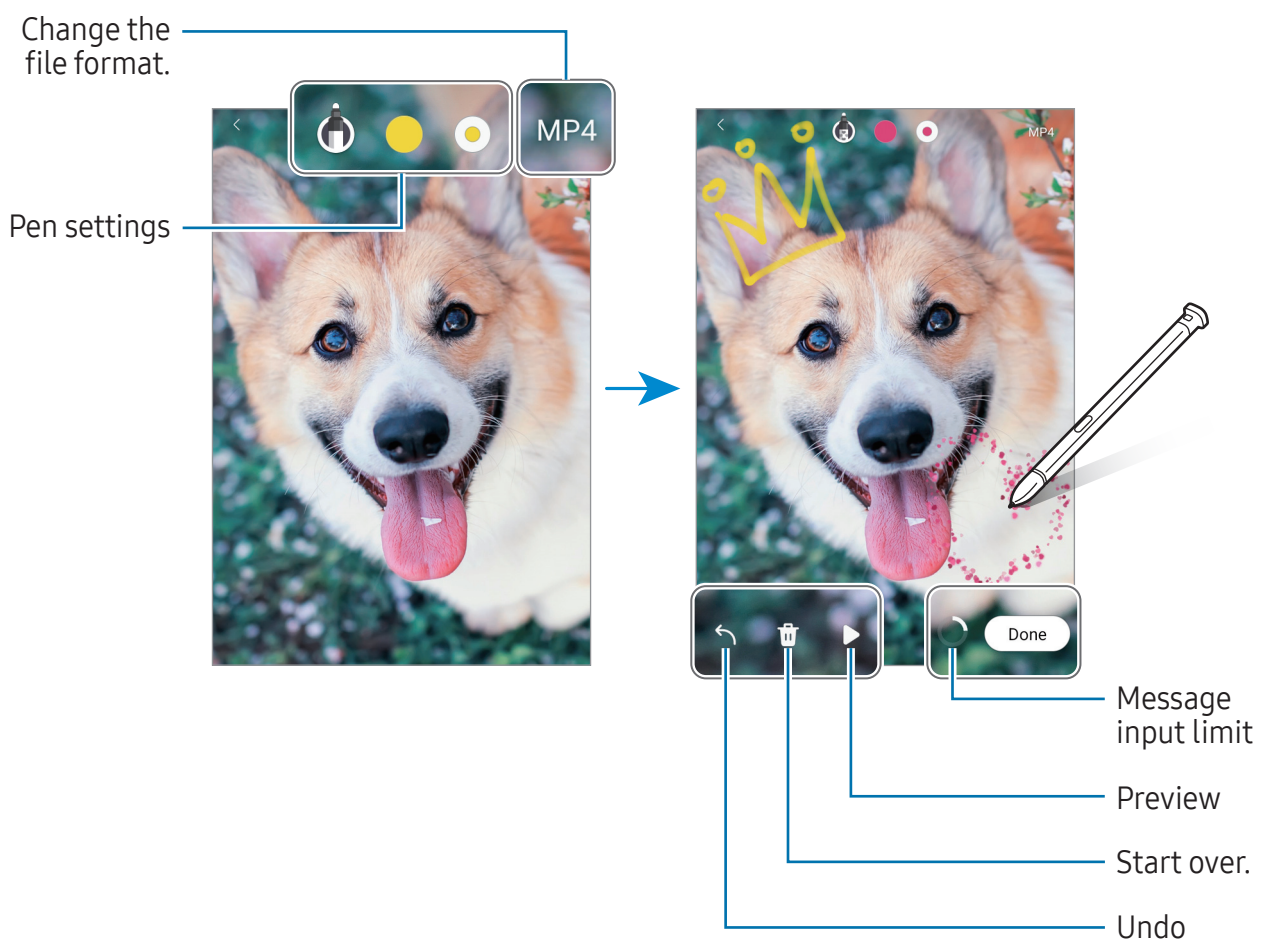 Change the
file format.
MP4
Pen settings
MP4
Done
Message
input limit
Preview
Start over.
Undo